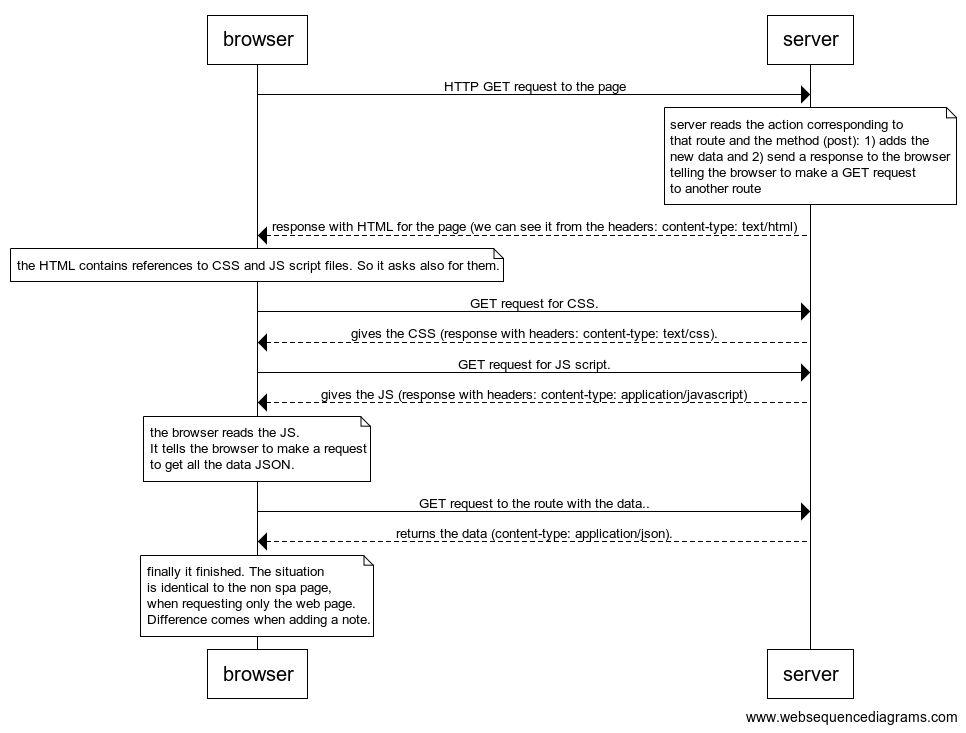 browser
server
HTTP GET request to the page
server reads the action corresponding to
that route and the method (post): 1) adds the
new data and 2) send a response to the browser
telling the browser to make a GET request
to another route
response with HTML for the page (we can see it from the headers: content-type: text/html)
the HTML contains references to CSS and JS script files. So it asks also for them.
GET request for CSS.
gives the CSS (response with headers: content-type: text/css).
GET request for JS script.
gives the JS (response with headers: content-type: application/javascript)
the browser reads the JS.
It tells the browser to make a request
to get all the data JSON.
GET request to the route with the data..
returns the data (content-type: application/json).
finally it finished. The situation
is identical to the non spa page,
when requesting only the web page.
Difference comes when adding a note.
browser
server
www.websequencediagrams.com